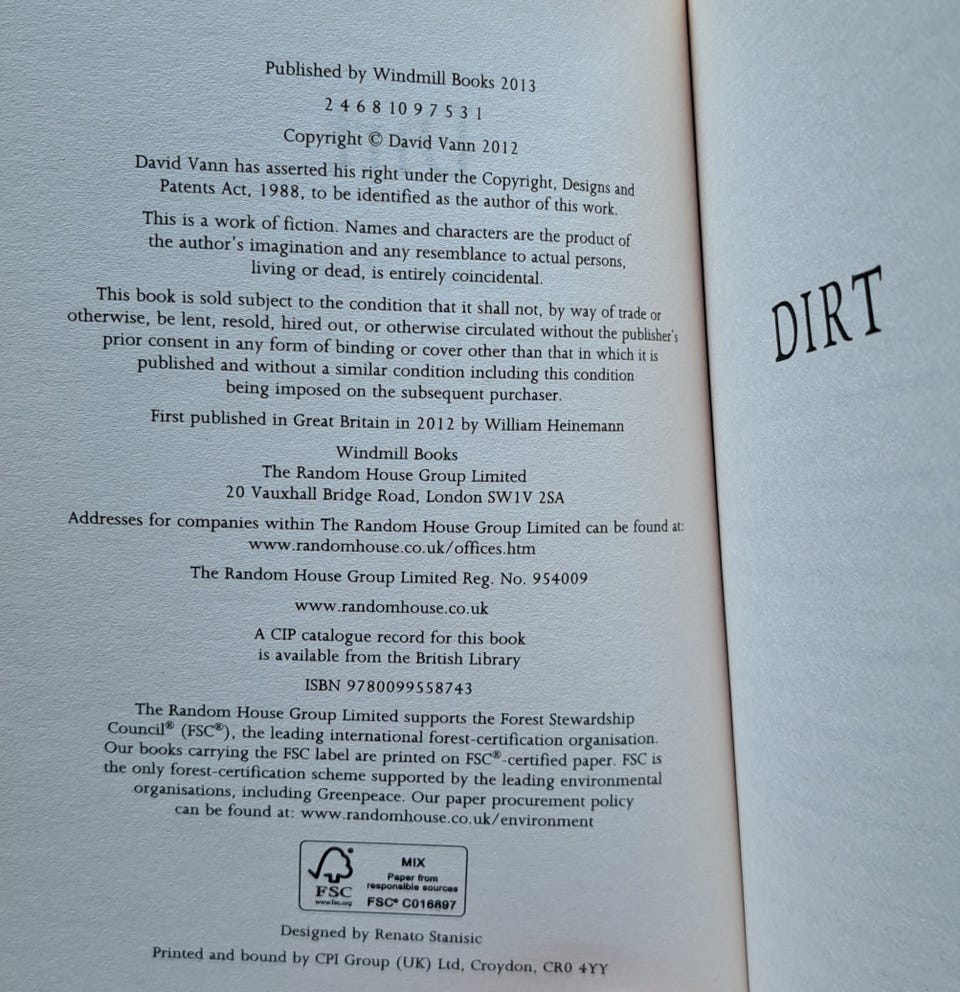 Published by Windmill Books 2013
2 4 6 8 10 9 7 5 3 1
Copyright © David Vann 2012
David Vann has asserted his right under the Copyright, Designs and
Patents Act, 1988, to be identified as the author of this work.
This is a work of fiction. Names and characters are the product of
the author's imagination and any resemblance to actual persons,
living or dead, is entirely coincidental.
This book is sold subject to the condition that it shall not, by way of trade or
otherwise, be lent, resold, hired out, or otherwise circulated without the publisher's
prior consent in any form of binding or cover other than that in which it is
published and without a similar condition including this condition
being imposed on the subsequent purchaser.
First published in Great Britain in 2012 by William Heinemann
Windmill Books
The Random House Group Limited
20 Vauxhall Bridge Road, London SW1V 2SA
Addresses for companies within The Random House Group Limited can be found at:
www.randomhouse.co.uk/offices.htm
The Random House Group Limited Reg. No. 954009
www.randomhouse.co.uk
A CIP catalogue record for this book
is available from the British Library
ISBN 9780099558743
The Random House Group Limited supports the Forest Stewardship
Council® (FSC®), the leading international forest-certification organisation.
Our books carrying the FSC label are printed on FSC®-certified paper. FSC is
the only forest-certification scheme supported by the leading environmental
organisations, including Greenpeace. Our paper procurement policy
can be found at: www.randomhouse.co.uk/environment
FSC
www.fsc.org
MIX
Paper from
responsible sources
FSC® C016897
Designed by Renato Stanisic
Printed and bound by CPI Group (UK) Ltd, Croydon, CR0 4YY
DIRT